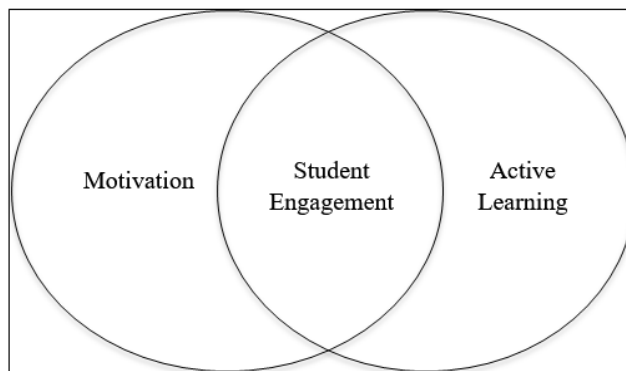 Motivation
Student
Engagement
Active
Learning